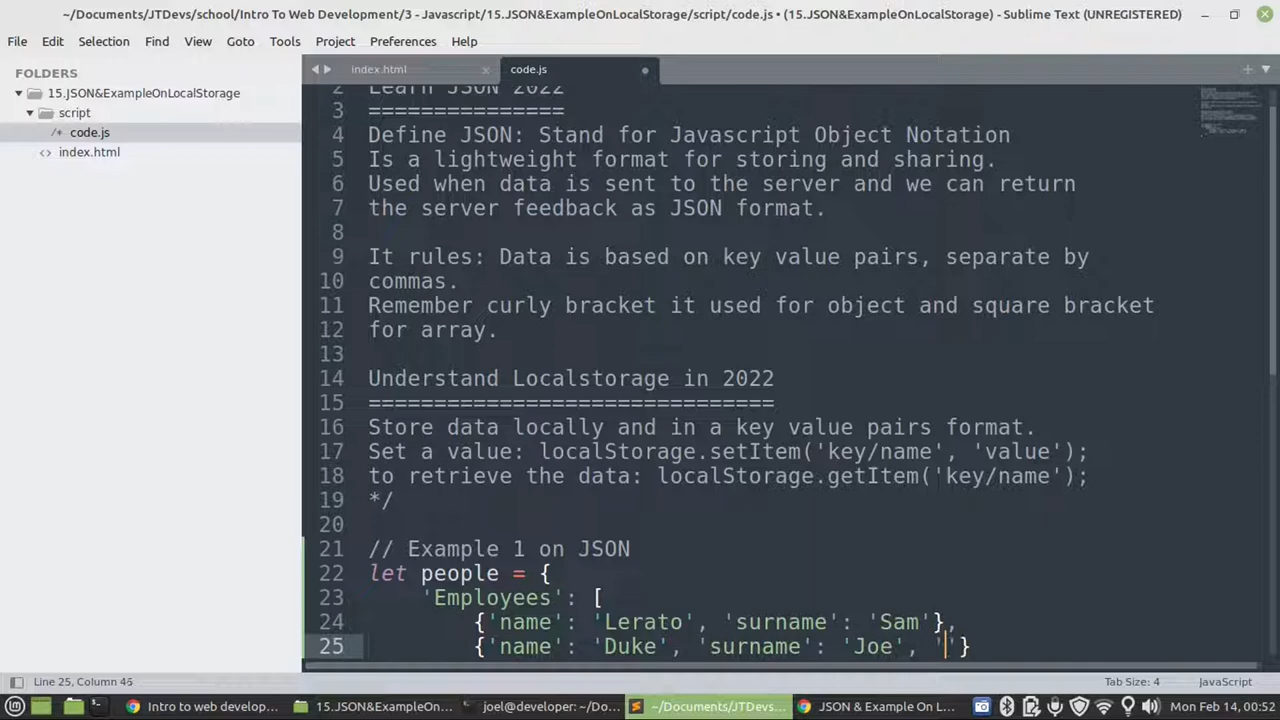 ~/Documents/JTDevs/school/Intro To Web Development/3 - Javascript/15.JSON&ExampleOnLocalStorage/script/code.js • (15.JSON&ExampleOnLocalStorage) - Sublime Text (UNREGISTERED)
File Edit Selection Find View Goto Tools Project Preferences Help
FOLDERS
15.JSON&ExampleOnLocalStorage
script
/* code.js
<> index.html
index.html
code.js
2 Learn JSON 2022
3 ===============
4 Define JSON: Stand for Javascript Object Notation
5 Is a lightweight format for storing and sharing.
6 Used when data is sent to the server and we can return
7 the server feedback as JSON format.
8
9 It rules: Data is based on key value pairs, separate by
10 commas.
11 Remember curly bracket it used for object and square bracket
12 for array.
13
14 Understand Localstorage in 2022
15 ===============================
16 Store data locally and in a key value pairs format.
17 Set a value: localStorage.setItem('key/name', 'value');
18 to retrieve the data: localStorage.getItem('key/name');
19 */
20
21 // Example 1 on JSON
22 let people = {
23 'Employees': [
24 {'name': 'Lerato', 'surname': 'Sam'},
25 {'name': 'Duke', 'surname': 'Joe', ''}
Line 25, Column 46
Tab Size: 4
JavaScript
Intro to web develop...
15.JSON&ExampleOnL...
joel@developer: ~/Do...
~/Documents/JTDevs...
JSON & Example On L...
Mon Feb 14, 00:52